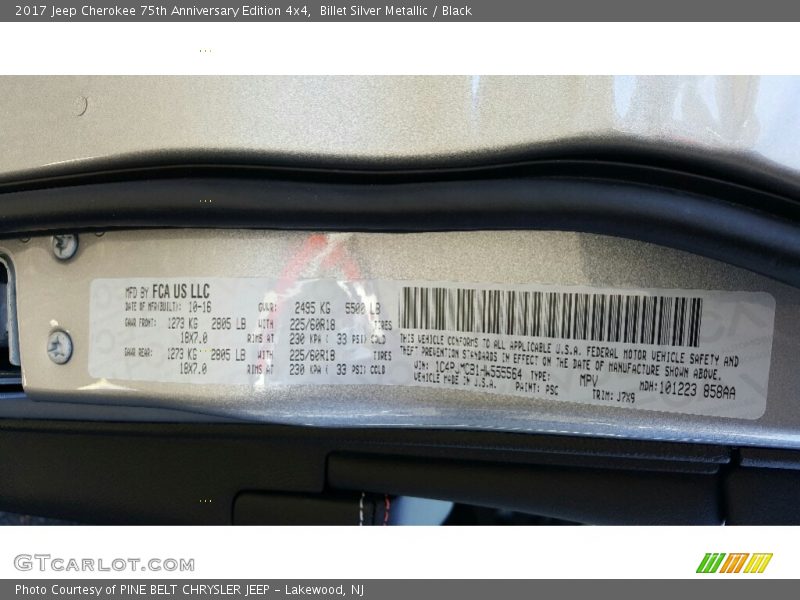 2017 Jeep Cherokee 75th Anniversary Edition 4x4,  Billet Silver Metallic / Black
MFD BY FCA US LLC
DATE OF MFR(BUILT): 10-16 GVWR: 2495 KG 5500 LB
GAWR FRONT: 1273 KG 2805 LB WITH 225/60R18 TIRES
18X7.0 RIMS AT 230 KPA ( 33 PSI) COLD
GAWR REAR: 1273 KG 2805 LB WITH 225/60R18 TIRES
18X7.0 RIMS AT 230 KPA ( 33 PSI) COLD
THIS VEHICLE CONFORMS TO ALL APPLICABLE U.S.A. FEDERAL MOTOR VEHICLE SAFETY AND
THEFT PREVENTION STANDARDS IN EFFECT ON THE DATE OF MANUFACTURE SHOWN ABOVE.
VIN: TYPE: MPV MDH: 101223 858AA
VEHICLE MADE IN U.S.A. PAINT: PSC TRIM: J7X9
GTCarLot.com
Photo Courtesy of PINE BELT CHRYSLER JEEP - Lakewood, NJ